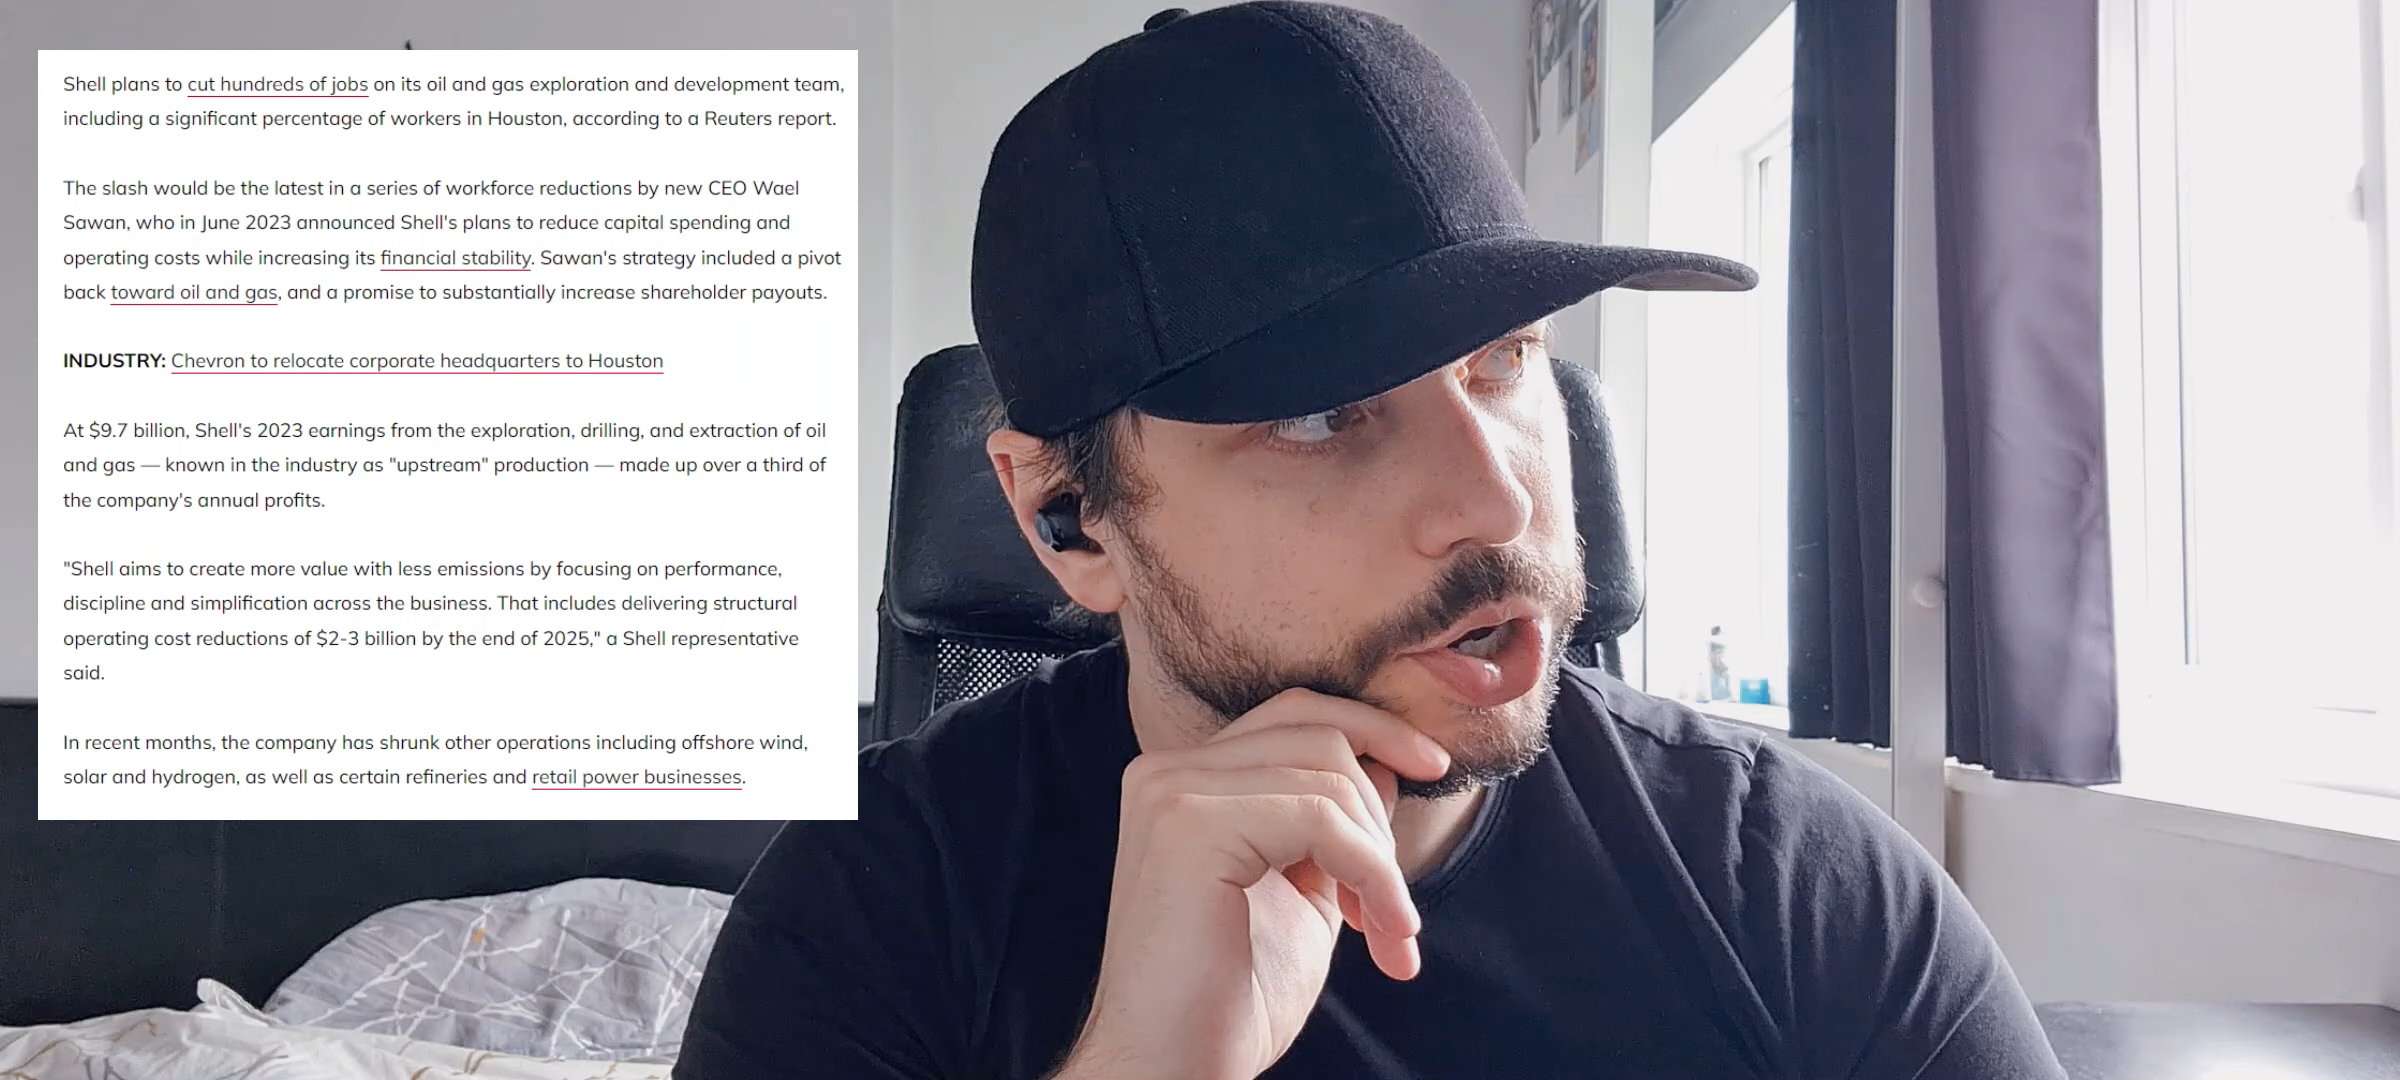 Shell plans to cut hundreds of jobs on its oil and gas exploration and development team,
including a significant percentage of workers in Houston, according to a Reuters report.
The slash would be the latest in a series of workforce reductions by new CEO Wael
Sawan, who in June 2023 announced Shell's plans to reduce capital spending and
operating costs while increasing its financial stability. Sawan's strategy included a pivot
back toward oil and gas, and a promise to substantially increase shareholder payouts.
INDUSTRY: Chevron to relocate corporate headquarters to Houston
At $9.7 billion, Shell's 2023 earnings from the exploration, drilling, and extraction of oil
and gas — known in the industry as "upstream" production — made up over a third of
the company's annual profits.
"Shell aims to create more value with less emissions by focusing on performance,
discipline and simplification across the business. That includes delivering structural
operating cost reductions of $2-3 billion by the end of 2025," a Shell representative
said.
In recent months, the company has shrunk other operations including offshore wind,
solar and hydrogen, as well as certain refineries and retail power businesses.